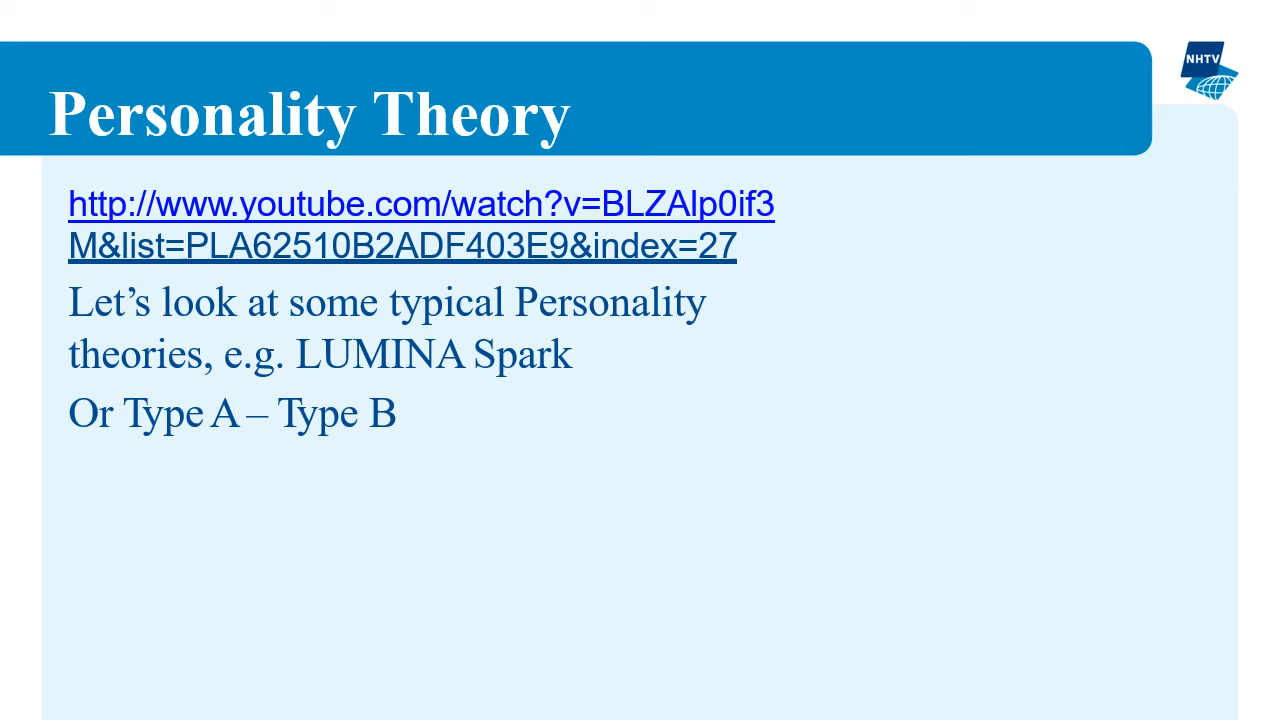 NHTV
Personality Theory
http://www.youtube.com/watch?v=BLZAlp0if3
M&list=PLA62510B2ADF403E9&index=27
Let’s look at some typical Personality
theories, e.g. LUMINA Spark
Or Type A – Type B